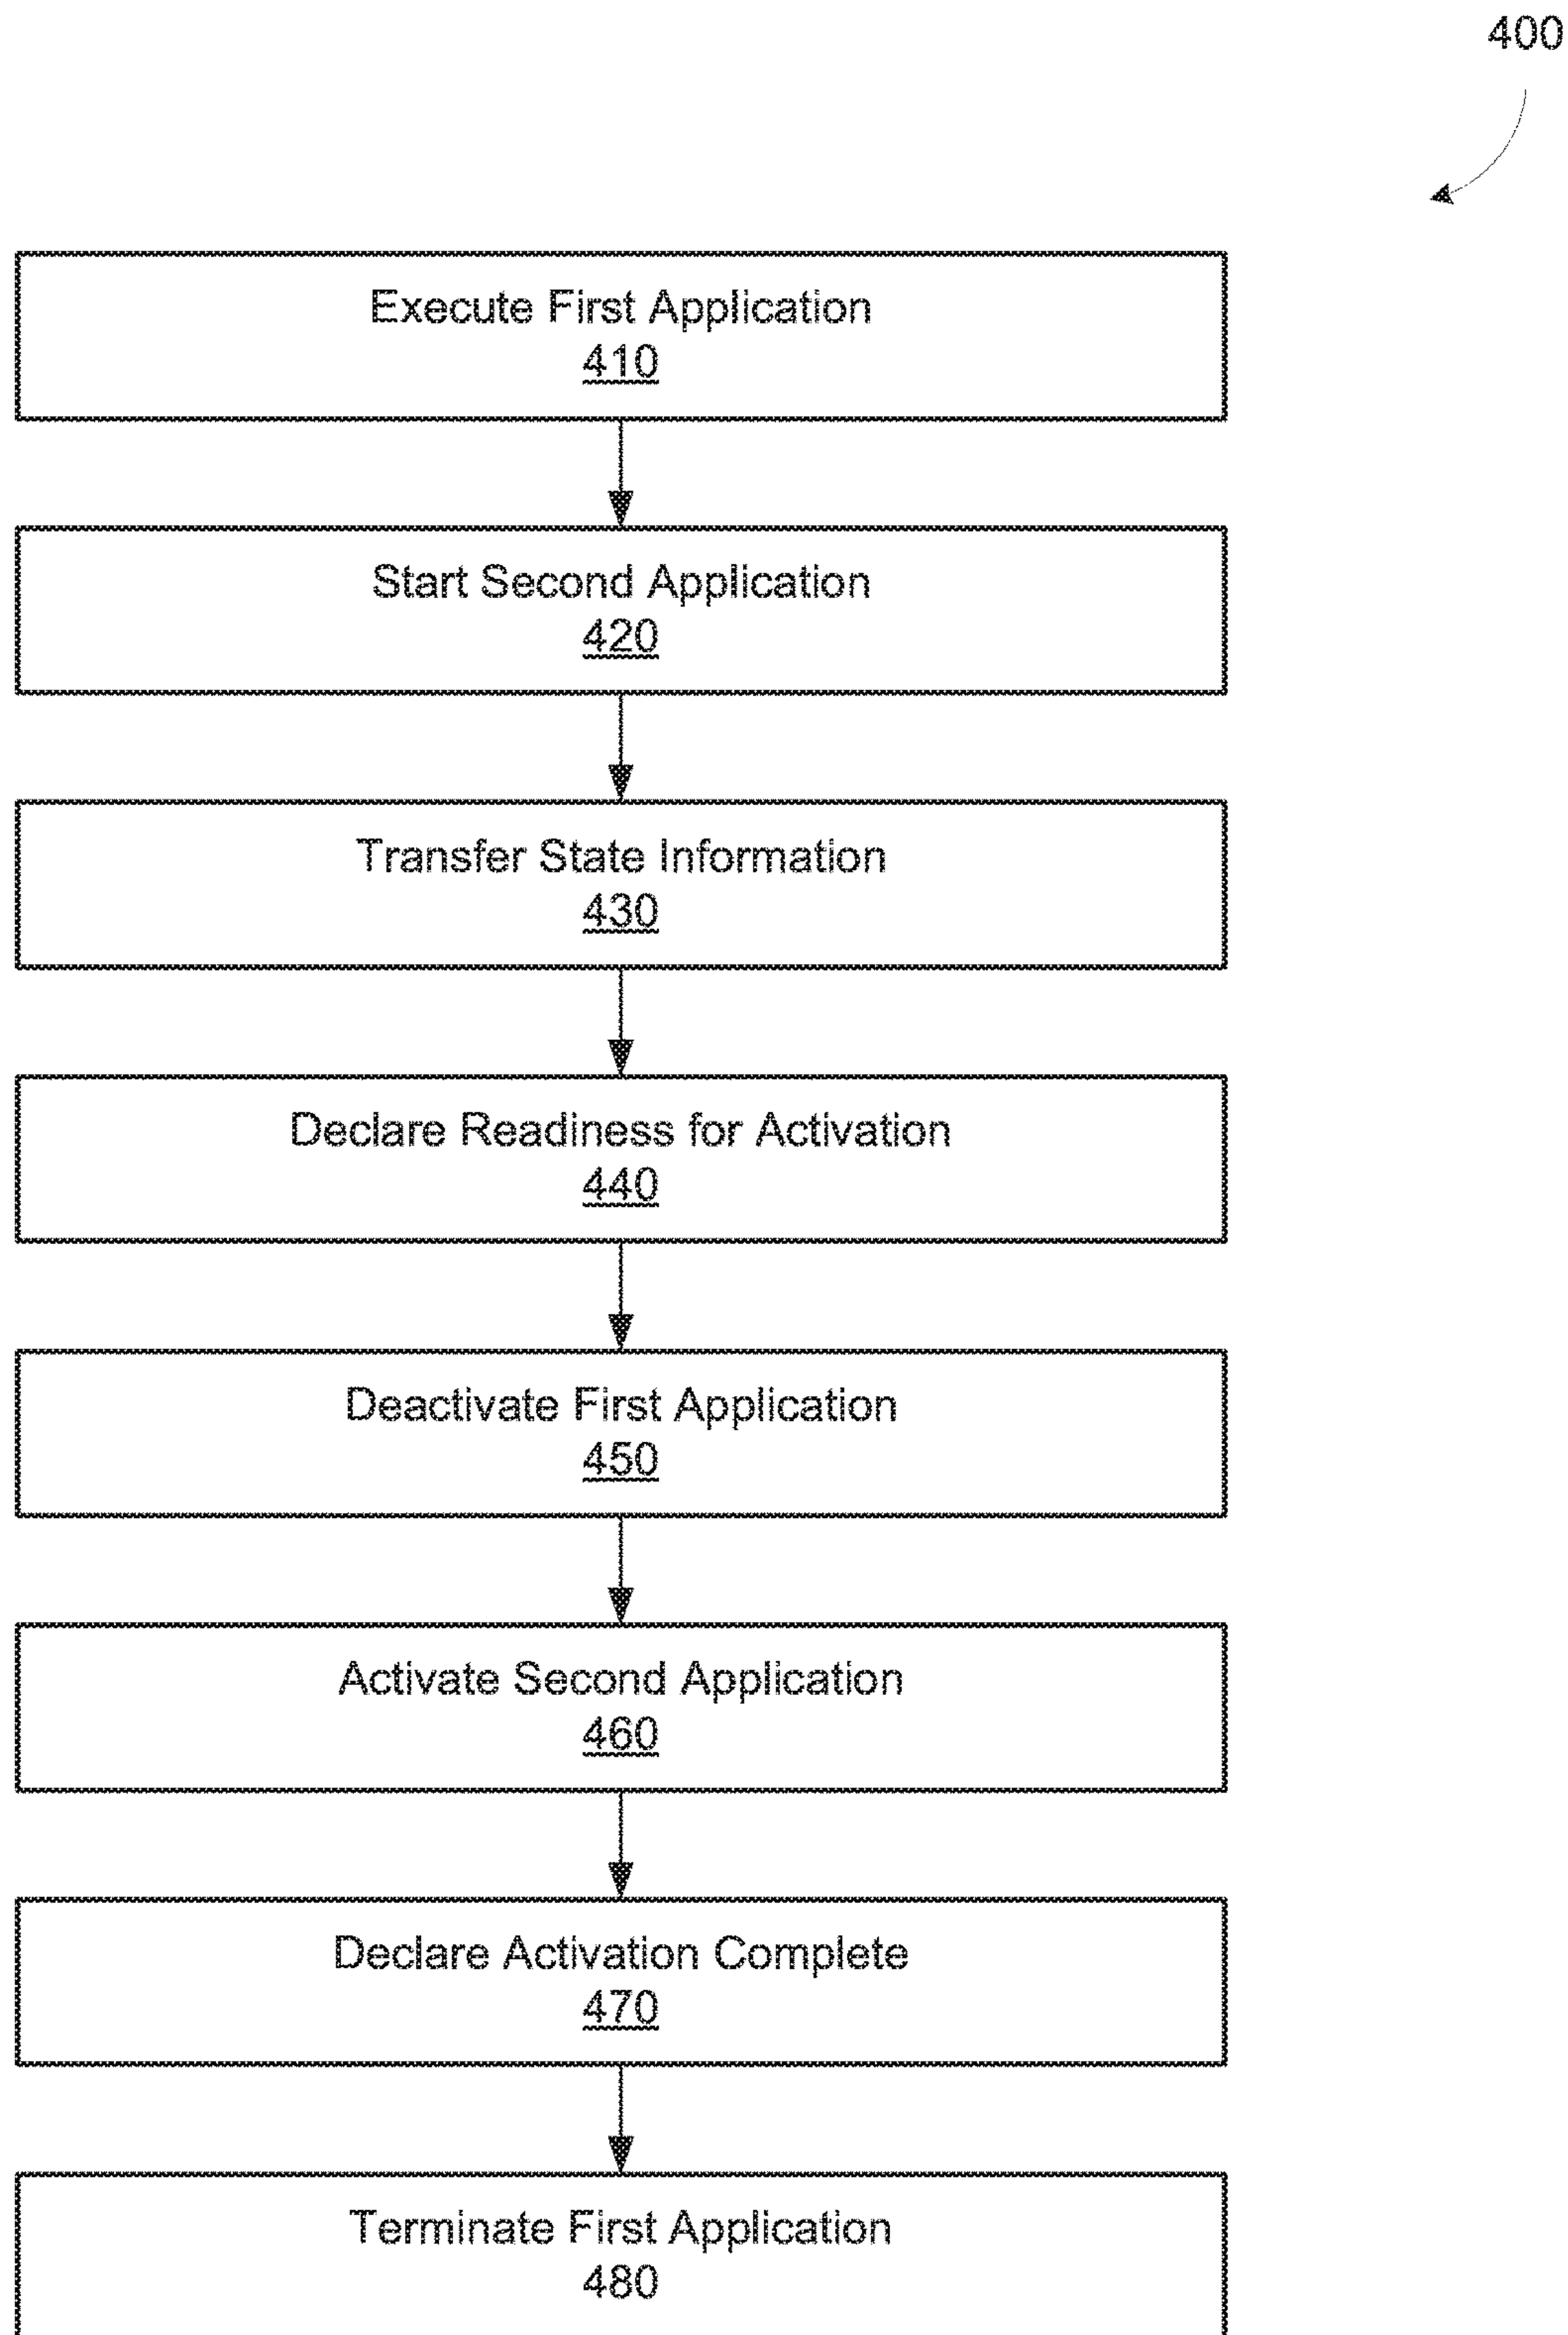 400
Execute First Application
410
Start Second Application
420
Transfer State Information
430
Declare Readiness for Activation
440
Deactivate First Application
450
Activate Second Application
460
Declare Activation Complete
470
Terminate First Application
480